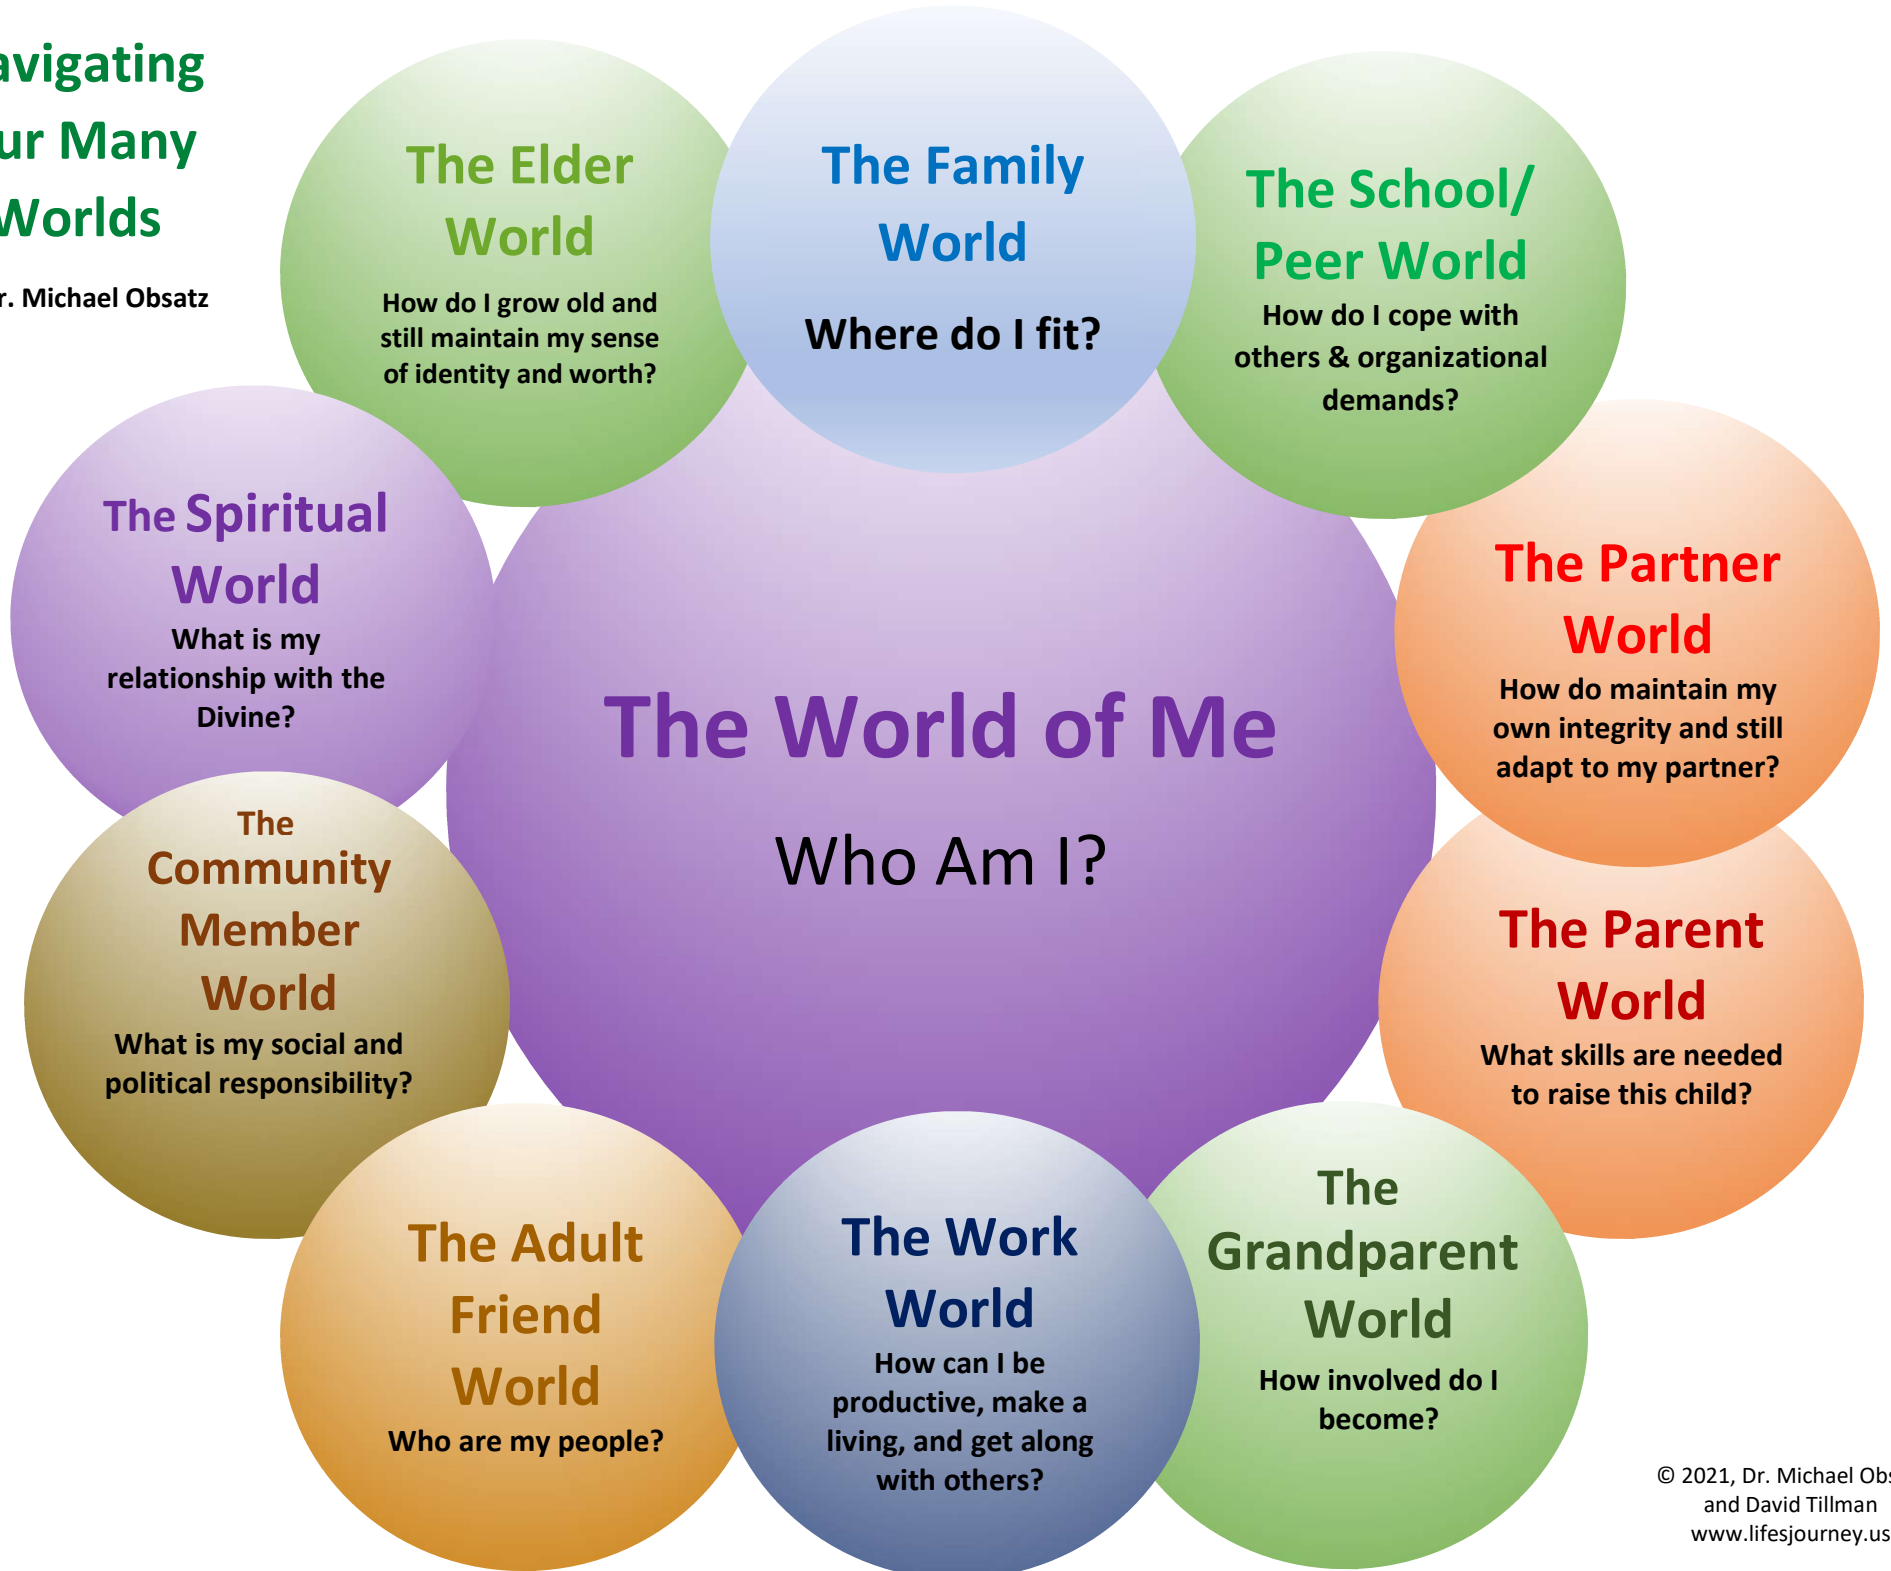 avigating
ur Many
Worlds
r. Michael Obsatz
The Elder
World
How do I grow old and
still maintain my sense
of identity and worth?
The Family
World
Where do I fit?
The School/
Peer World
How do I cope with
others & organizational
demands?
The Spiritual
World
What is my
relationship with the
Divine?
The World of Me
Who Am I?
The Partner
World
How do maintain my
own integrity and still
adapt to my partner?
The
Community
Member
World
What is my social and
political responsibility?
The Parent
World
What skills are needed
to raise this child?
The Adult
Friend
World
Who are my people?
The Work
World
How can I be
productive, make a
living, and get along
with others?
The
Grandparent
World
How involved do I
become?
© 2021, Dr. Michael Obs
and David Tillman
www.lifesjourney.us